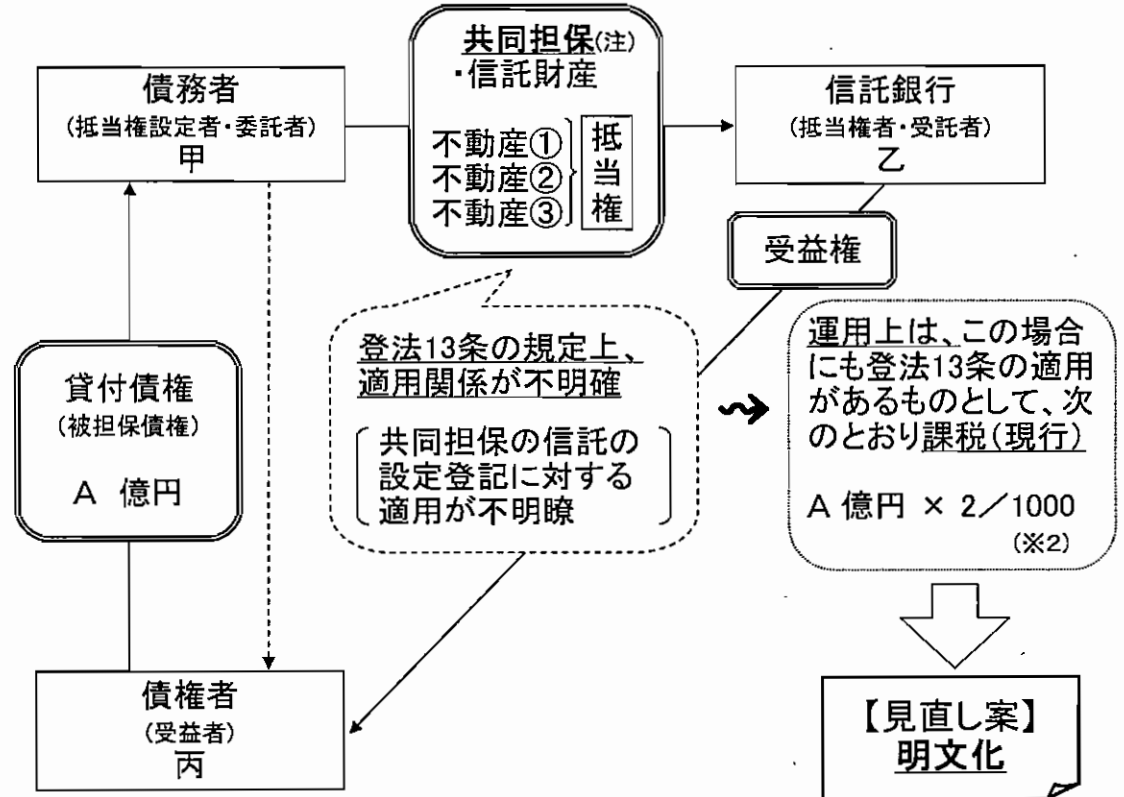 共同担保(注)
・信託財産
不動産①
不動産②
不動産③
抵
当
権
債務者
(抵当権設定者・委託者)
甲
信託銀行
(抵当権者・受託者)
乙
受益権
貸付債権
(被担保債権)
A 億円
登法13条の規定上、
適用関係が不明確
共同担保の信託の
設定登記に対する
適用が不明瞭
運用上は、この場合
にも登法13条の適用
があるものとして、次
のとおり課税(現行)
A 億円 × 2/1000
(※2)
債権者
(受益者)
丙
【見直し案】
明文化